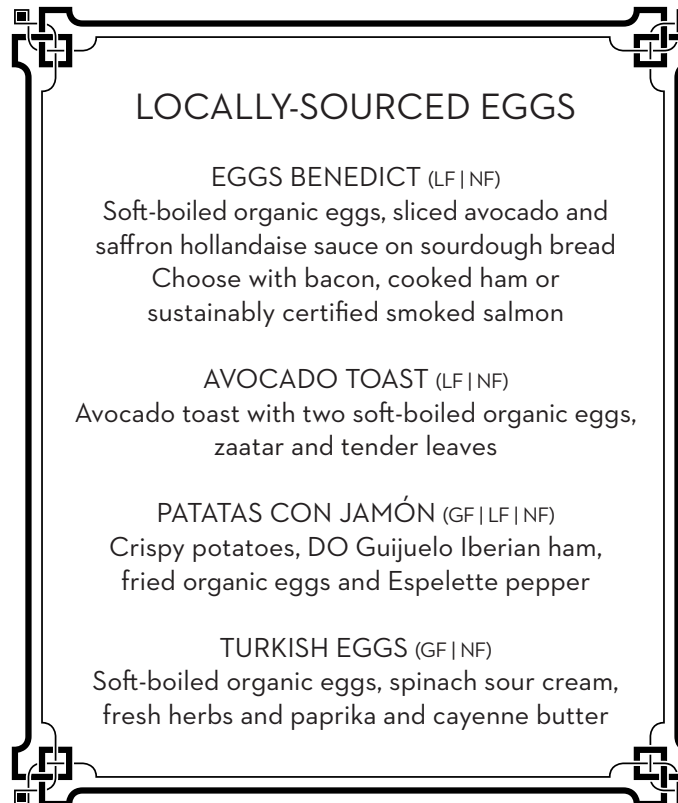 LOCALLY-SOURCED EGGS
EGGS BENEDICT (LF | NF)
Soft-boiled organic eggs, sliced avocado and
saffron hollandaise sauce on sourdough bread
Choose with bacon, cooked ham or
sustainably certified smoked salmon
AVOCADO TOAST (LF | NF)
Avocado toast with two soft-boiled organic eggs,
zaatar and tender leaves
PATATAS CON JAMÓN (GF | LF | NF)
Crispy potatoes, DO Guijuelo Iberian ham,
fried organic eggs and Espelette pepper
TURKISH EGGS (GF | NF)
Soft-boiled organic eggs, spinach sour cream,
fresh herbs and paprika and cayenne butter